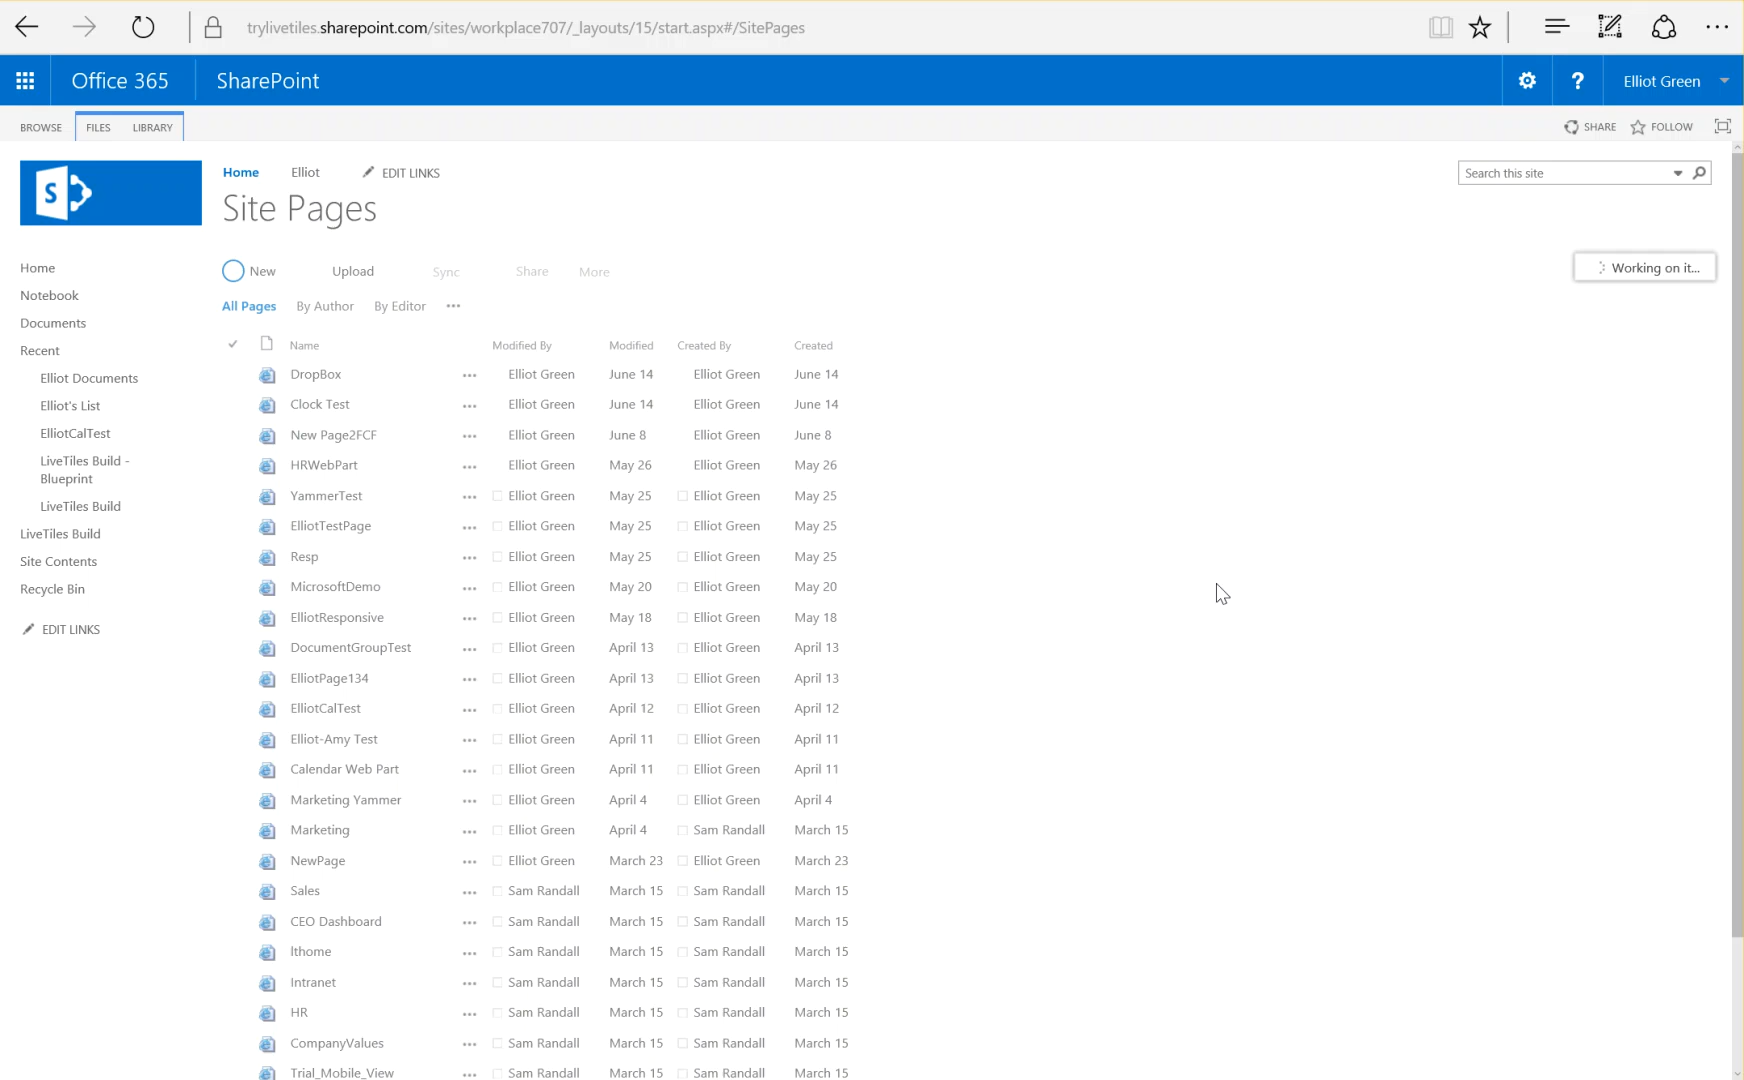 trylivetiles.sharepoint.com/sites/workplace707/_layouts/15/start.aspx#/SitePages
Office 365 SharePoint ? Elliot Green
BROWSE FILES LIBRARY SHARE FOLLOW
S Home Elliot EDIT LINKS Search this site
Site Pages
New Upload Sync Share More Working on it...
All Pages By Author By Editor •••
Home
Notebook
Documents
Recent
Elliot Documents
Elliot's List
ElliotCalTest
LiveTiles Build -
Blueprint
LiveTiles Build
LiveTiles Build
Site Contents
Recycle Bin
EDIT LINKS
Name Modified By Modified Created By Created
DropBox ••• Elliot Green June 14 Elliot Green June 14
Clock Test ••• Elliot Green June 14 Elliot Green June 14
New Page2FCF ••• Elliot Green June 8 Elliot Green June 8
HRWebPart ••• Elliot Green May 26 Elliot Green May 26
YammerTest ••• Elliot Green May 25 Elliot Green May 25
ElliotTestPage ••• Elliot Green May 25 Elliot Green May 25
Resp ••• Elliot Green May 25 Elliot Green May 25
MicrosoftDemo ••• Elliot Green May 20 Elliot Green May 20
ElliotResponsive ••• Elliot Green May 18 Elliot Green May 18
DocumentGroupTest ••• Elliot Green April 13 Elliot Green April 13
ElliotPage134 ••• Elliot Green April 13 Elliot Green April 13
ElliotCalTest ••• Elliot Green April 12 Elliot Green April 12
Elliot-Amy Test ••• Elliot Green April 11 Elliot Green April 11
Calendar Web Part ••• Elliot Green April 11 Elliot Green April 11
Marketing Yammer ••• Elliot Green April 4 Elliot Green April 4
Marketing ••• Elliot Green April 4 Sam Randall March 15
NewPage ••• Elliot Green March 23 Elliot Green March 23
Sales ••• Sam Randall March 15 Sam Randall March 15
CEO Dashboard ••• Sam Randall March 15 Sam Randall March 15
lthome ••• Sam Randall March 15 Sam Randall March 15
Intranet ••• Sam Randall March 15 Sam Randall March 15
HR ••• Sam Randall March 15 Sam Randall March 15
CompanyValues ••• Sam Randall March 15 Sam Randall March 15
Trial_Mobile_View ••• Sam Randall March 15 Sam Randall March 15